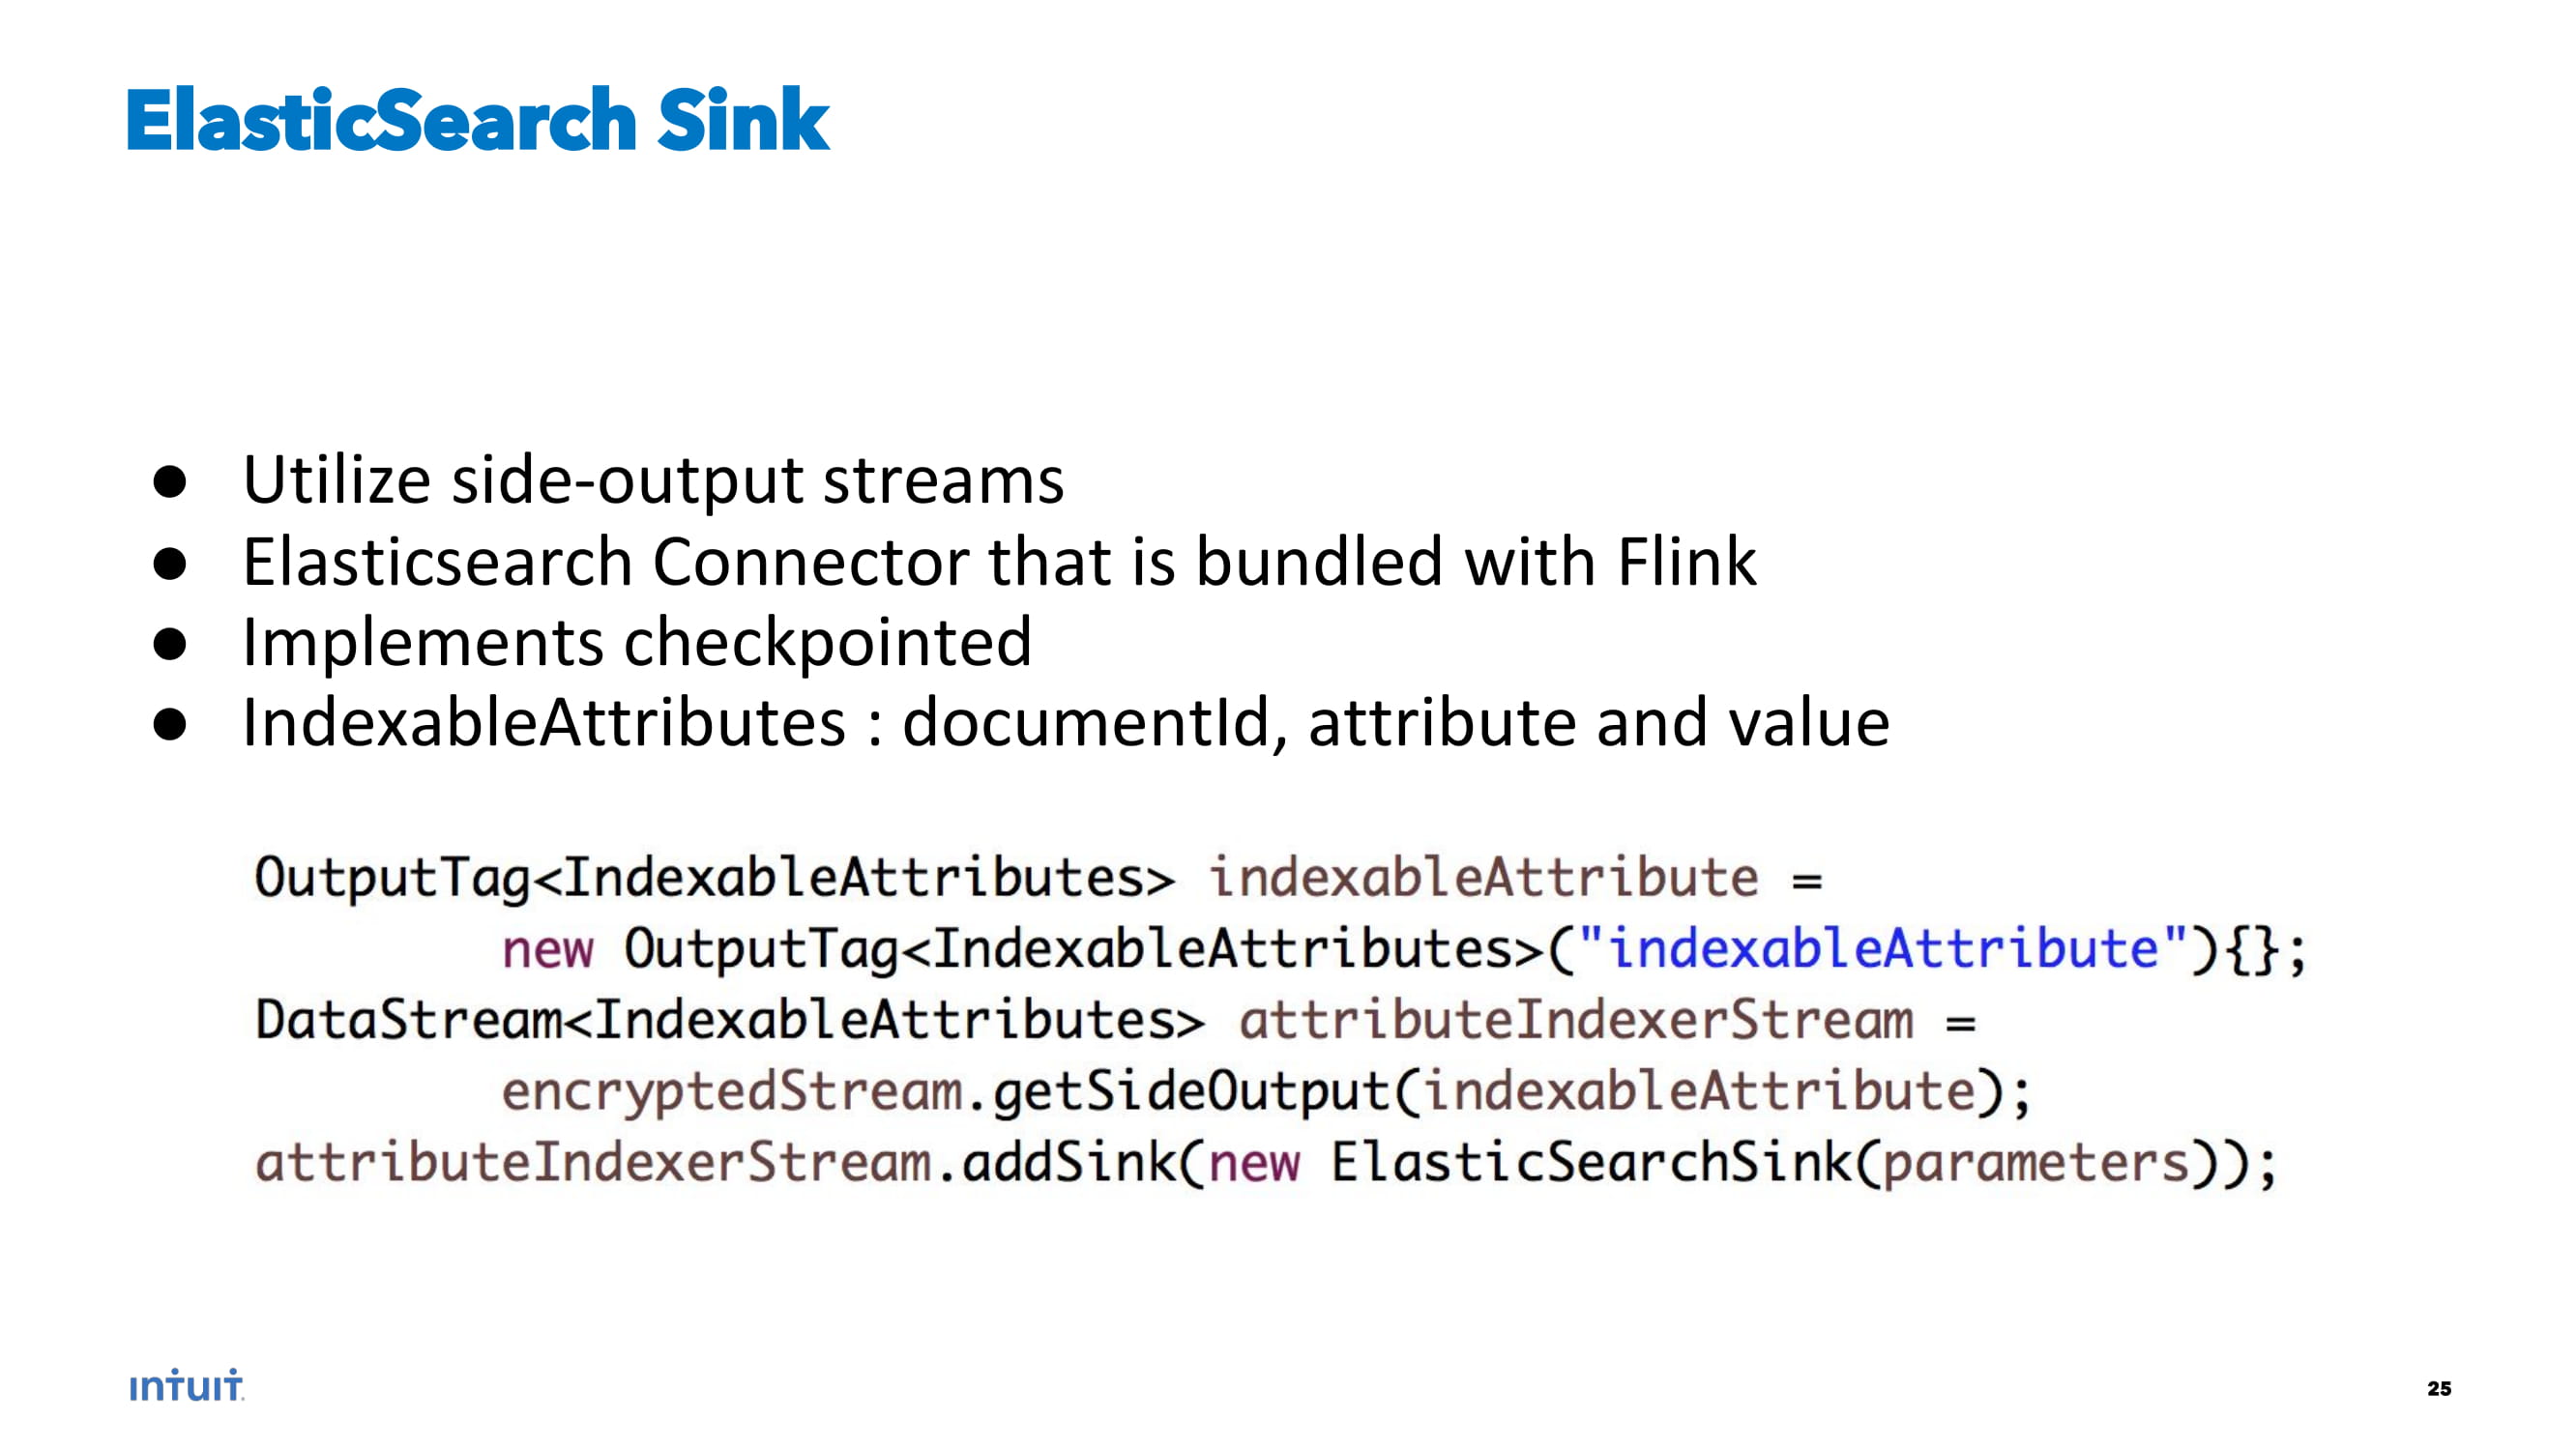 ElasticSearch Sink
● Utilize side-output streams
● Elasticsearch Connector that is bundled with Flink
● Implements checkpointed
● IndexableAttributes : documentId, attribute and value
OutputTag<IndexableAttributes> indexableAttribute =
new OutputTag<IndexableAttributes>("indexableAttribute"){};
DataStream<IndexableAttributes> attributeIndexerStream =
encryptedStream.getSideOutput(indexableAttribute);
attributeIndexerStream.addSink(new ElasticSearchSink(parameters));
intuit.
25